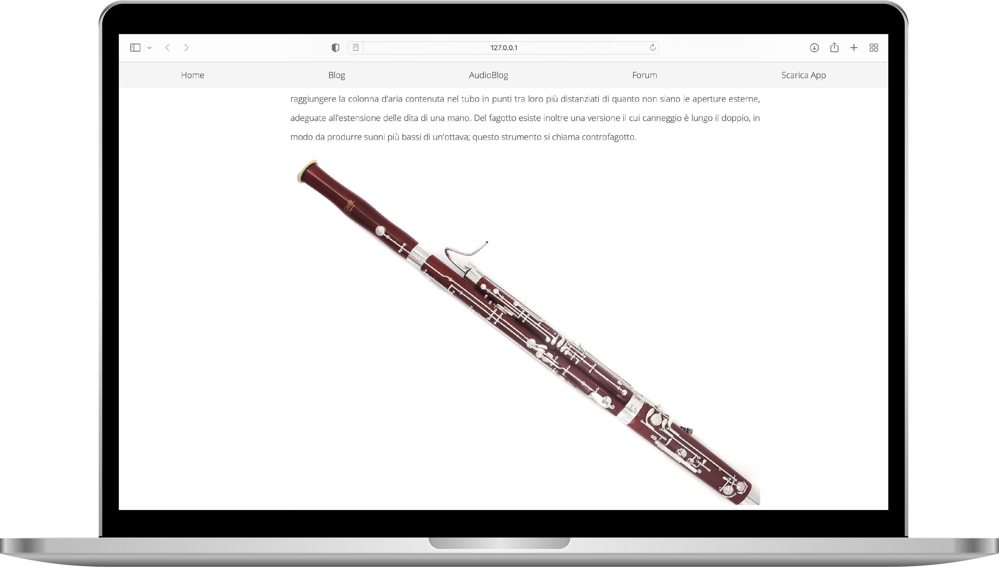 127.0.0.1
Home Blog AudioBlog Forum Scarica App
raggiungere la colonna d'aria contenuta nel tubo in punti tra loro più distanziati di quanto non siano le aperture esterne,
adeguate all'estensione delle dita di una mano. Del fagotto esiste inoltre una versione il cui canneggio è lungo il doppio, in
modo da produrre suoni più bassi di un'ottava; questo strumento si chiama controfagotto.